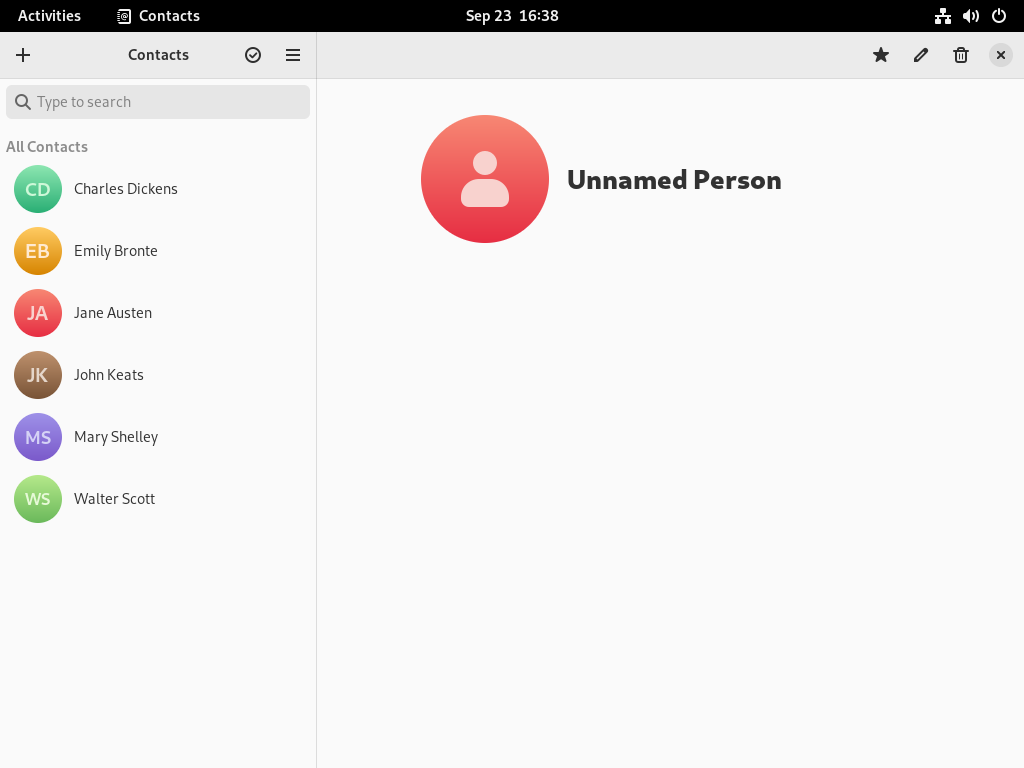 Activities Contacts Sep 23 16:38
Contacts
Type to search
All Contacts
CD Charles Dickens
EB Emily Bronte
JA Jane Austen
JK John Keats
MS Mary Shelley
WS Walter Scott
Unnamed Person